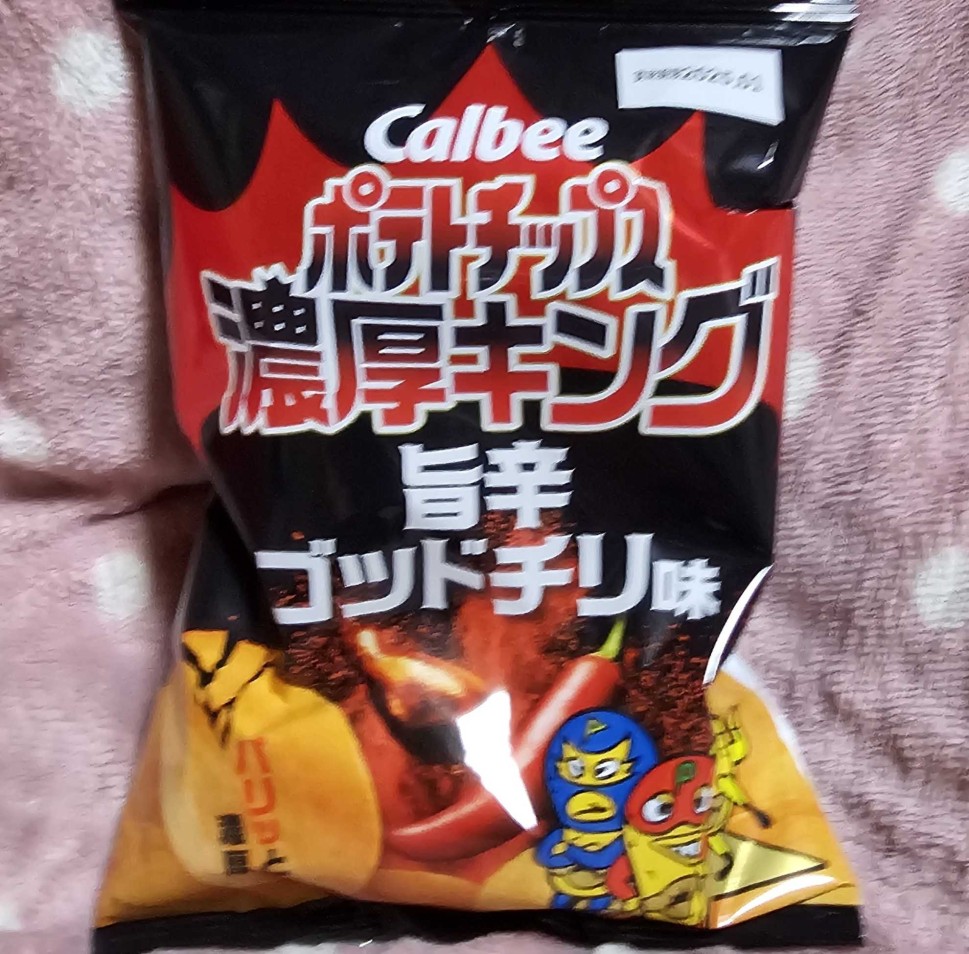 Calbee
ポテトチップス
濃厚キング
旨辛
ゴッドチリ味